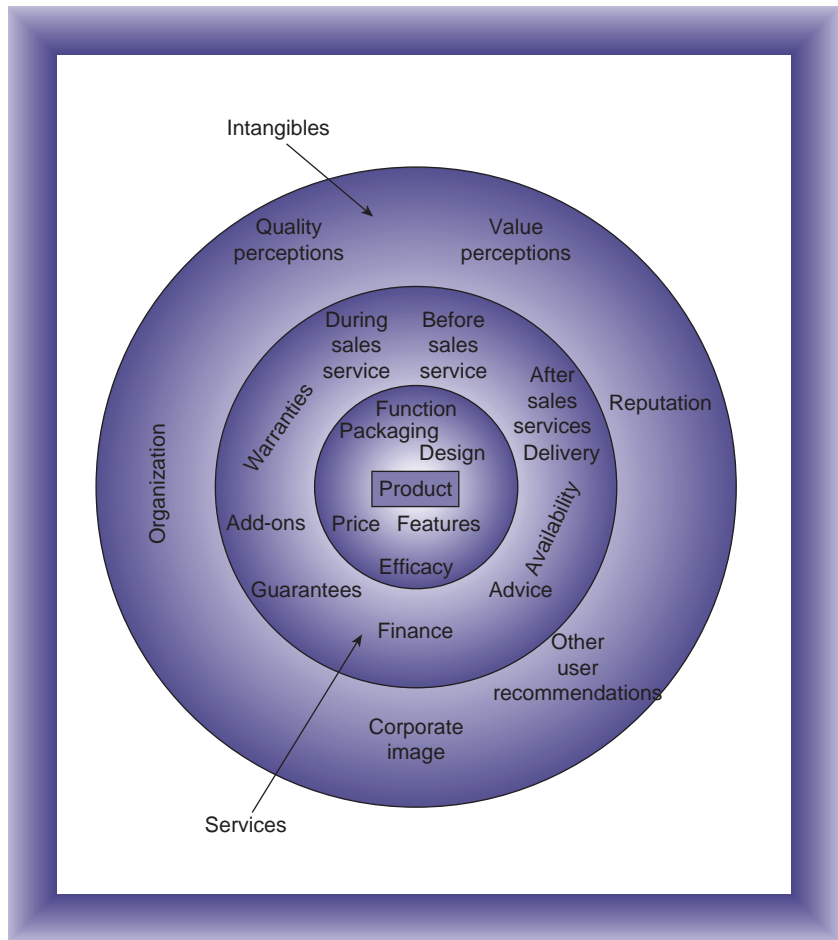 Intangibles
Quality
perceptions
Value
perceptions
During
sales
service
Before
sales
service
After
sales
services
Delivery
Reputation
Warranties
Organization
Function
Packaging
Design
Product
Price
Features
Efficacy
Add-ons
Availability
Guarantees
Advice
Finance
Other
user
recommendations
Corporate
image
Services